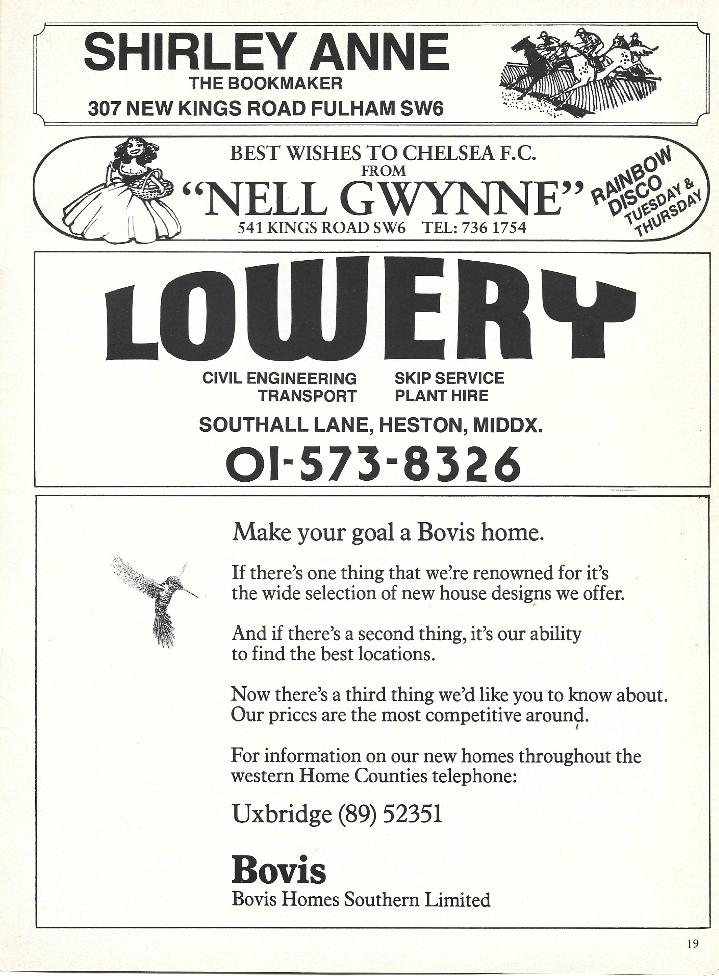 SHIRLEY ANNE
THE BOOKMAKER
307 NEW KINGS ROAD FULHAM SW6
BEST WISHES TO CHELSEA F.C.
FROM
“NELL GWYNNE”
541 KINGS ROAD SW6 TEL: 736 1754
RAINBOW
DISCO
TUESDAY &
THURSDAY
LOWERY
CIVIL ENGINEERING SKIP SERVICE
TRANSPORT PLANT HIRE
SOUTHALL LANE, HESTON, MIDDX.
01-573-8326
Make your goal a Bovis home.
If there’s one thing that we’re renowned for it’s
the wide selection of new house designs we offer.
And if there’s a second thing, it’s our ability
to find the best locations.
Now there’s a third thing we’d like you to know about.
Our prices are the most competitive around.
For information on our new homes throughout the
western Home Counties telephone:
Uxbridge (89) 52351
Bovis
Bovis Homes Southern Limited
19